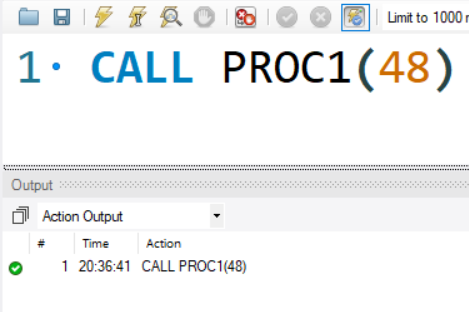 Limit to 1000 r
1 CALL PROC1(48)
Output
Action Output
# Time Action
1 20:36:41 CALL PROC1(48)